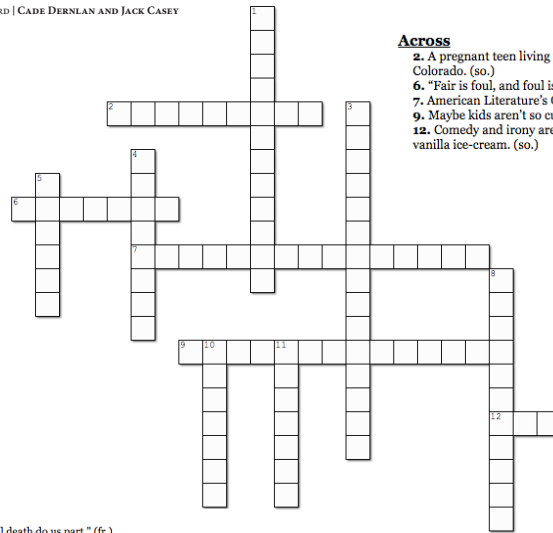 RD | CADE DERNLAN AND JACK CASEY
Across
2. A pregnant teen living
Colorado. (so.)
6. “Fair is foul, and foul is
7. American Literature’s
9. Maybe kids aren’t so cu
12. Comedy and irony are
vanilla ice-cream. (so.)
1
2
3
4
5
6
7
8
9
10
11
12
l death do us part.” (fr.)